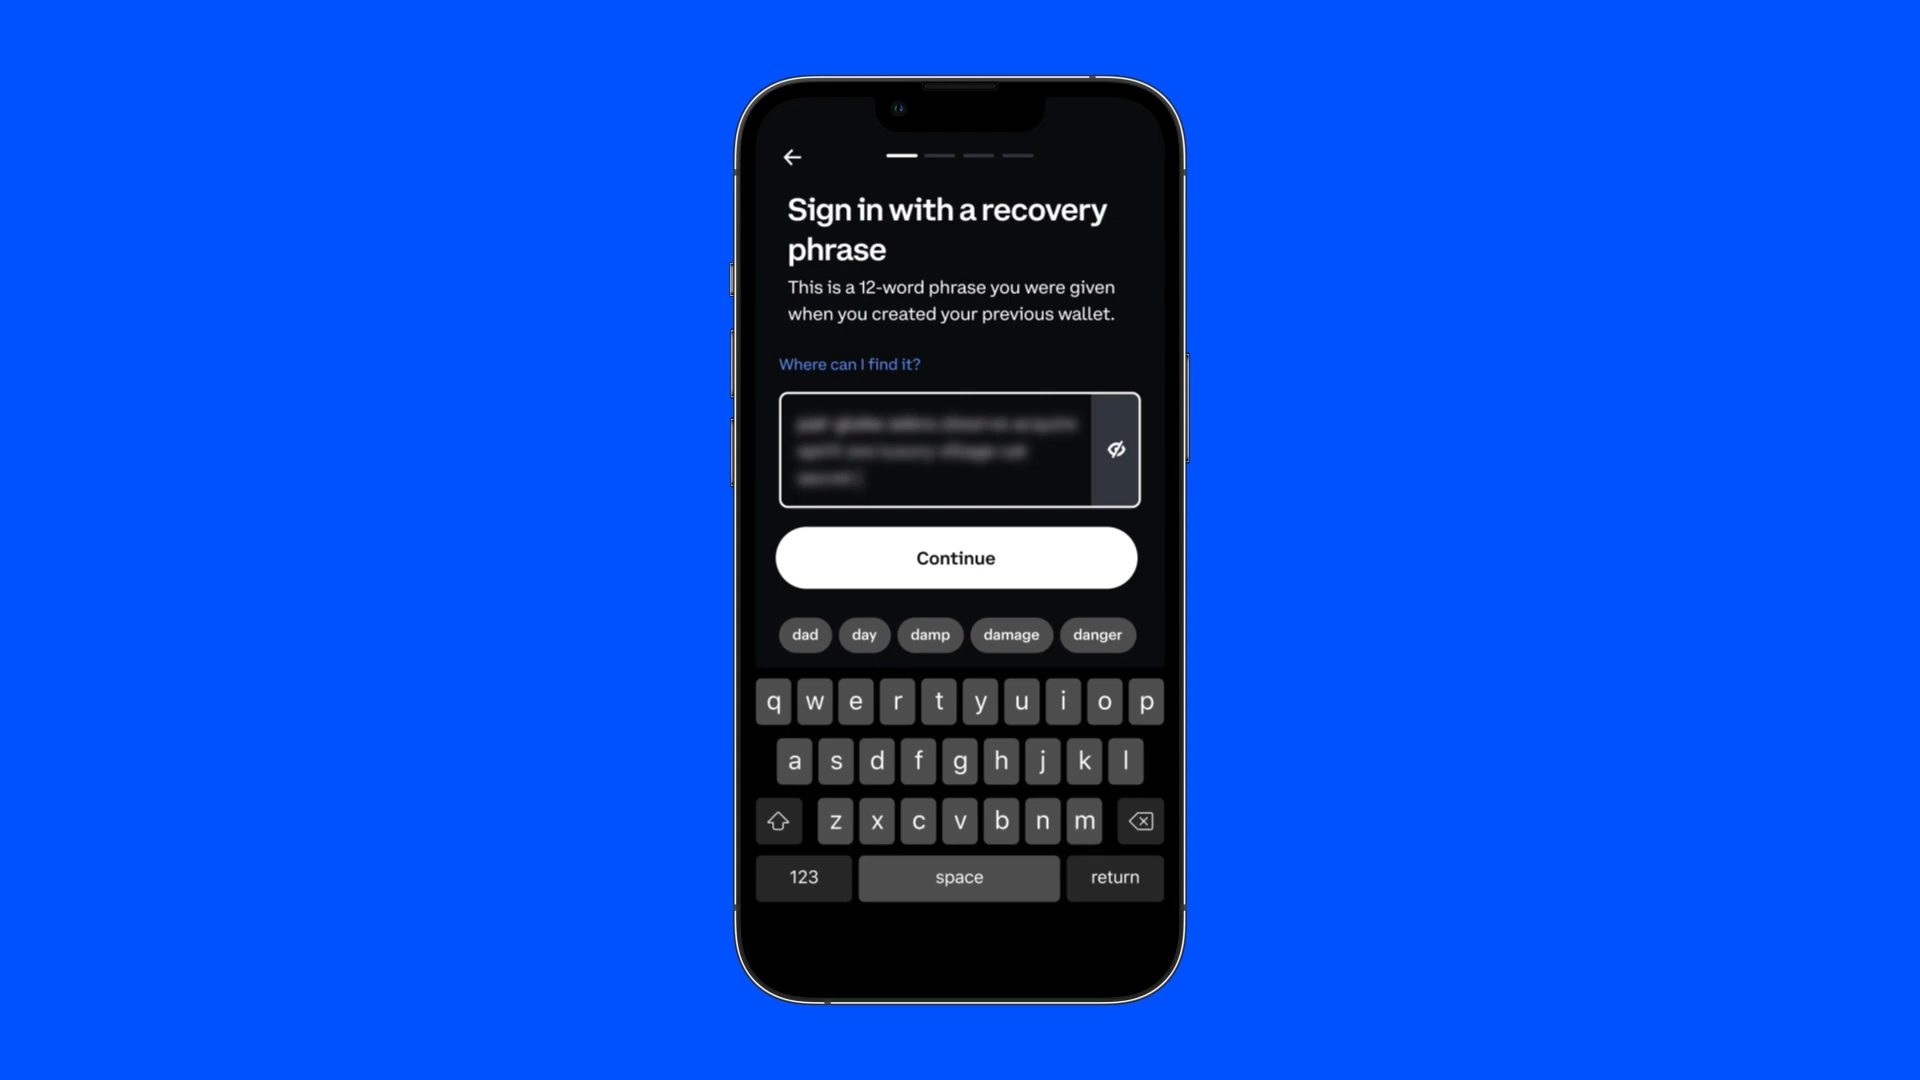 Sign in with a recovery
phrase
This is a 12-word phrase you were given
when you created your previous wallet.
Where can I find it?
Continue
dad day damp damage danger
q w e r t y u i o p
a s d f g h j k l
z x c v b n m
123 space return